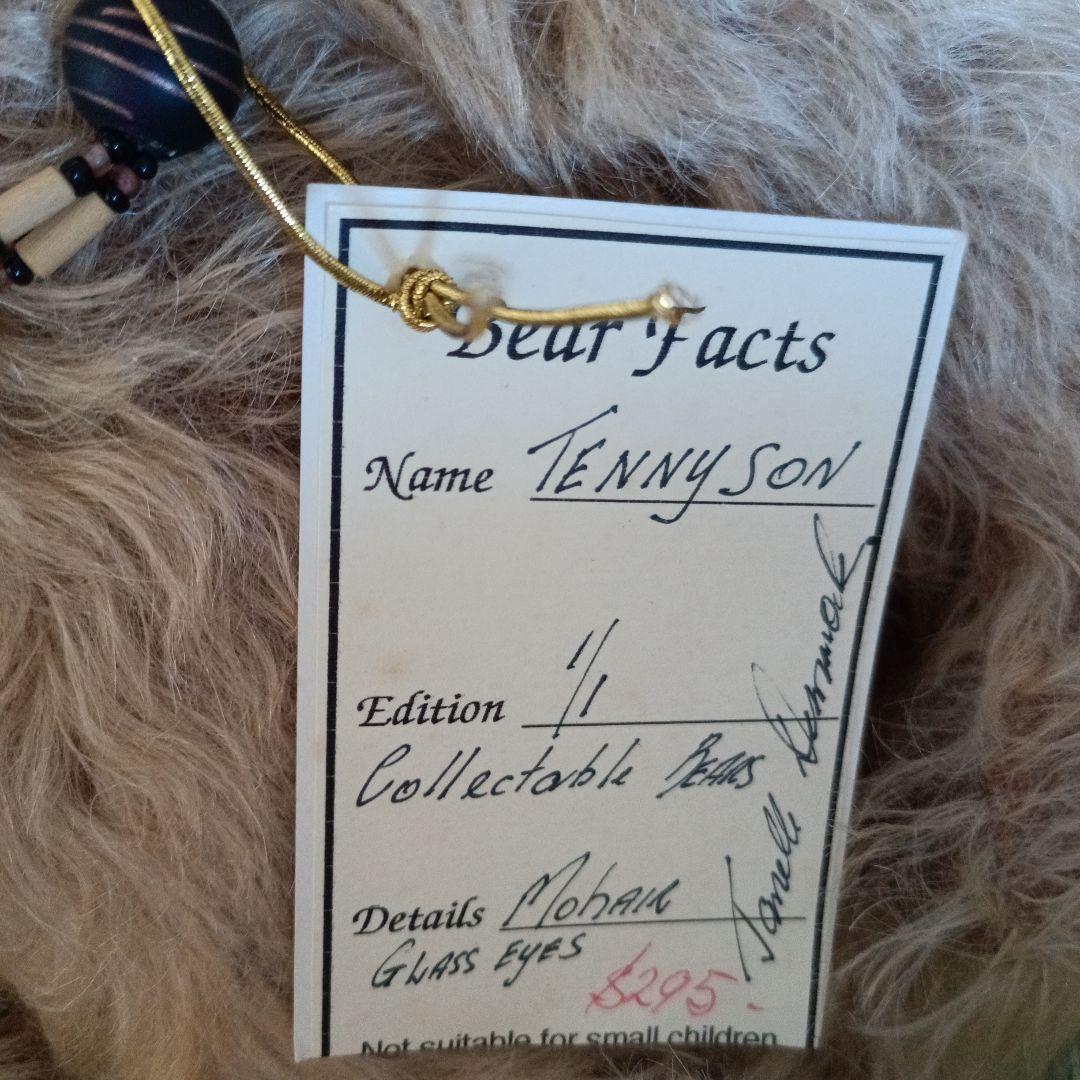 Bear Facts
Name TENNYSON
Edition 1/1
Collectable BEARS
Details MOHAIR
GLASS EYES
$295.
Not suitable for small children
Janelle